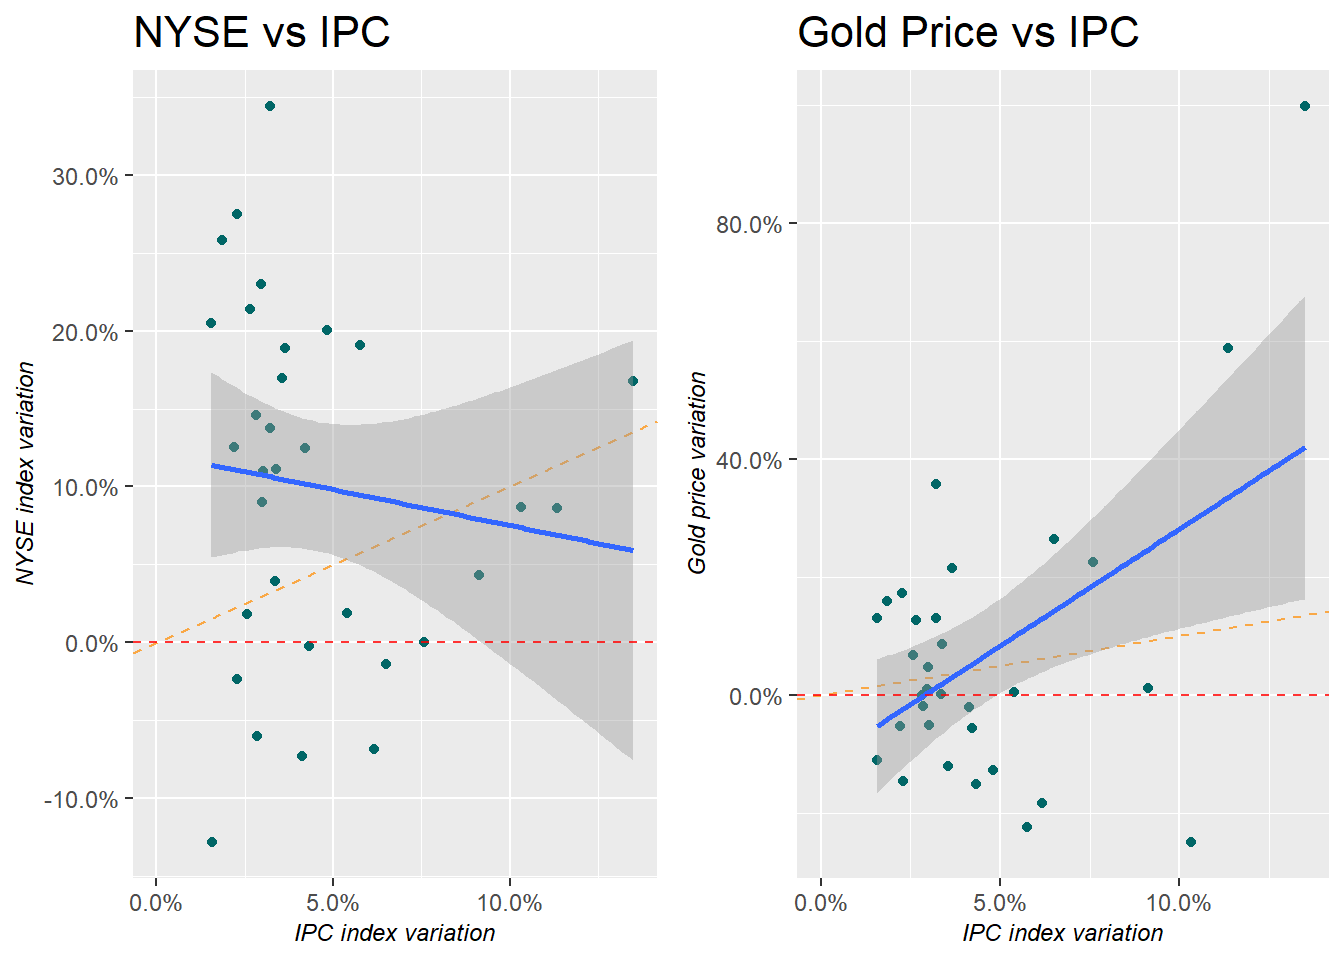 NYSE vs IPC
30.0%
20.0%
10.0%
0.0%
-10.0%
NYSE index variation
0.0%
5.0%
10.0%
IPC index variation
Gold Price vs IPC
80.0%
40.0%
0.0%
Gold price variation
0.0%
5.0%
10.0%
IPC index variation